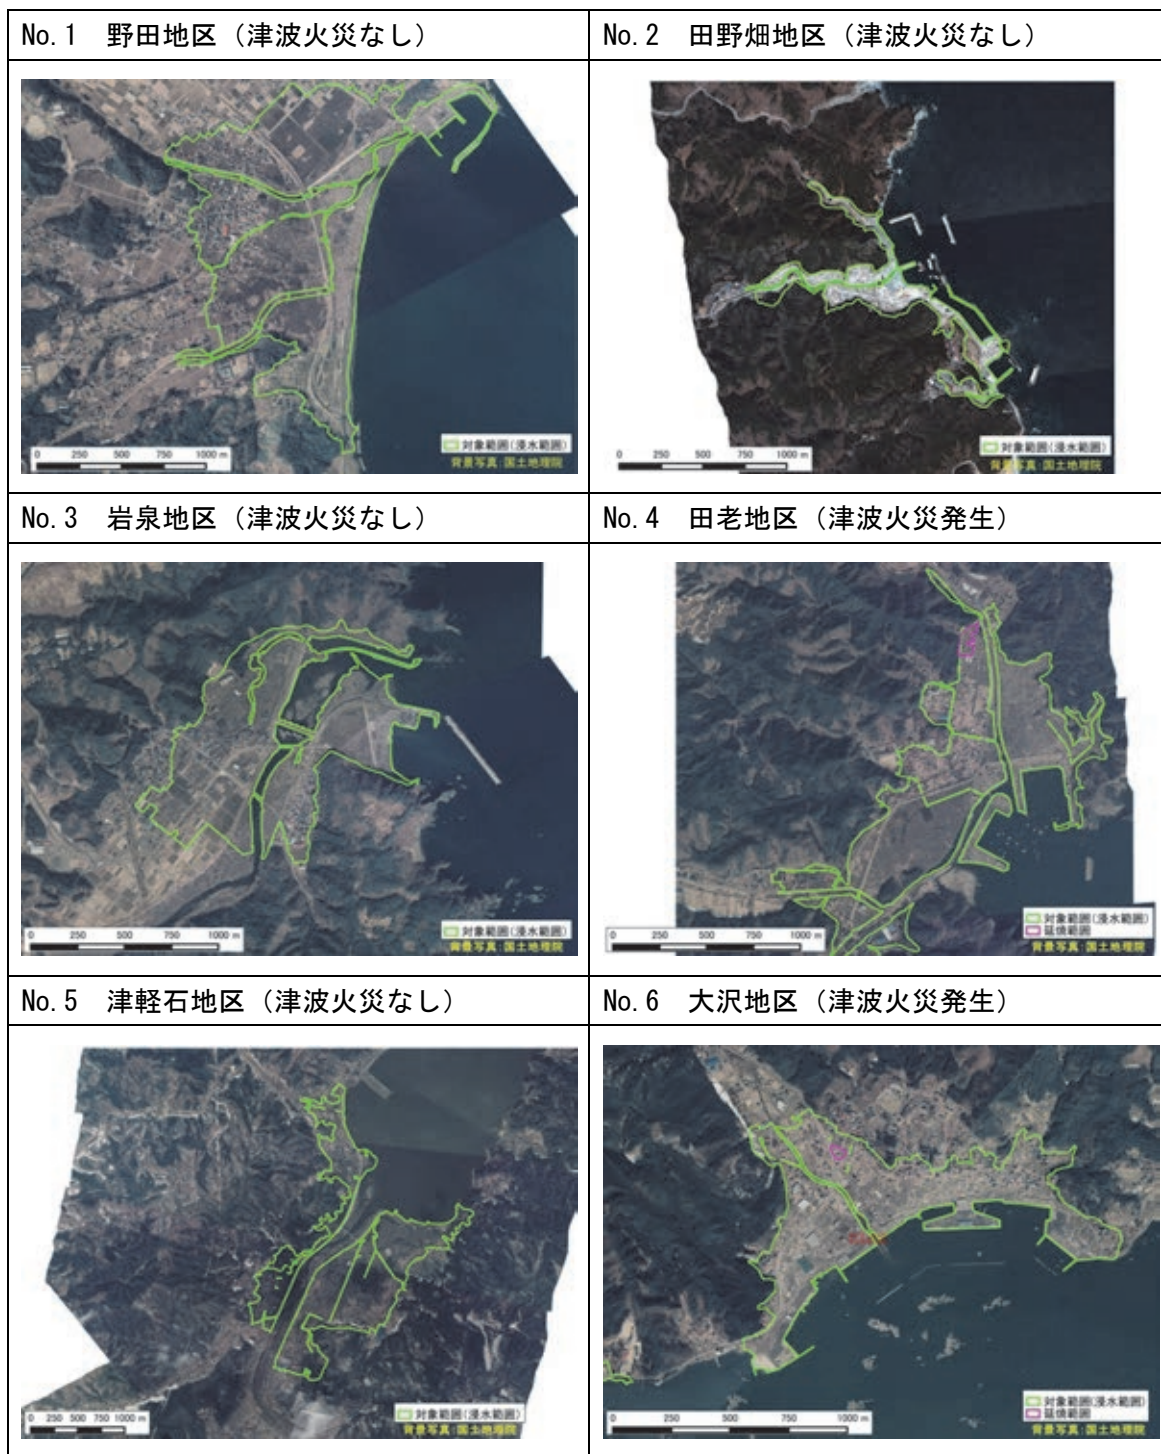 No.1　野田地区（津波火災なし）
No.2　田野畑地区（津波火災なし）
0 250 500 750 1000 m
対象範囲(浸水範囲)
背景写真:国土地理院
0 250 500 750 1000 m
対象範囲(浸水範囲)
背景写真:国土地理院
No.3　岩泉地区（津波火災なし）
No.4　田老地区（津波火災発生）
0 250 500 750 1000 m
対象範囲(浸水範囲)
背景写真:国土地理院
0 250 500 750 1000 m
対象範囲(浸水範囲)
延焼範囲
背景写真:国土地理院
No.5　津軽石地区（津波火災なし）
No.6　大沢地区（津波火災発生）
0 250 500 750 1000 m
対象範囲(浸水範囲)
背景写真:国土地理院
0 250 500 750 1000 m
対象範囲(浸水範囲)
延焼範囲
背景写真:国土地理院